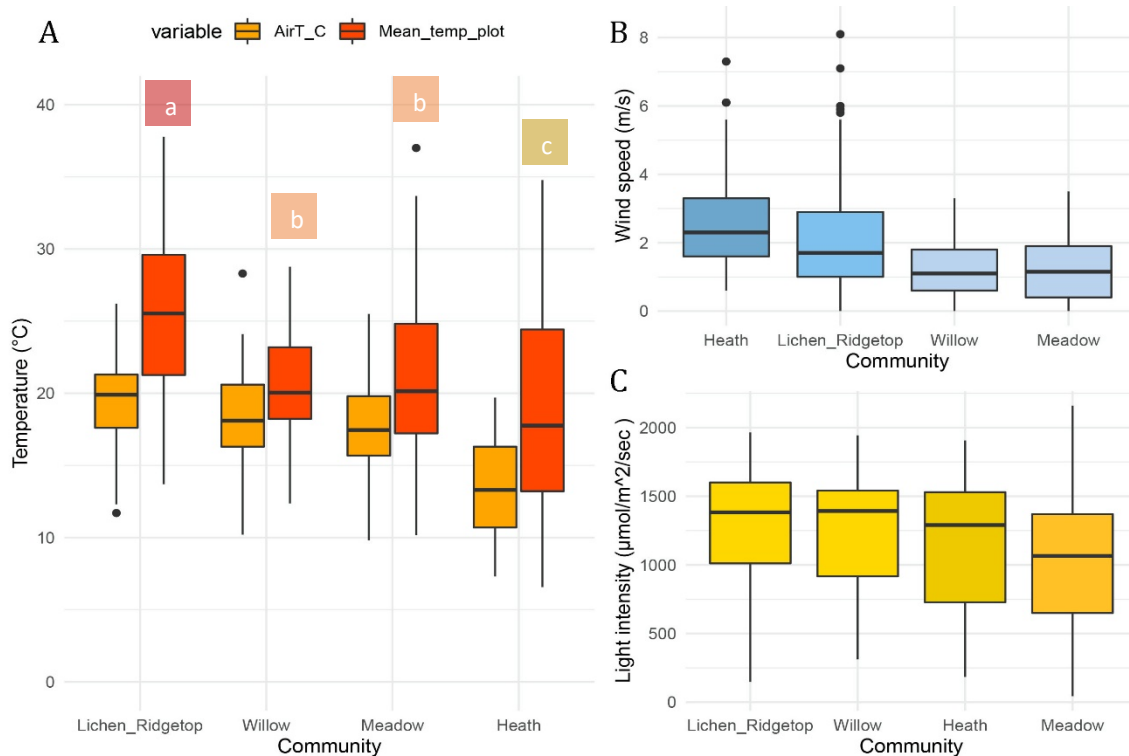 A
variable AirT_C Mean_temp_plot
a
b
b
c
Temperature (°C)
40
30
20
10
0
Lichen_Ridgetop Willow Meadow Heath
Community
B
Wind speed (m/s)
8
6
4
2
0
Heath Lichen_Ridgetop Willow Meadow
Community
C
Light intensity (μmol/m^2/sec)
2000
1500
1000
500
0
Lichen_Ridgetop Willow Heath Meadow
Community